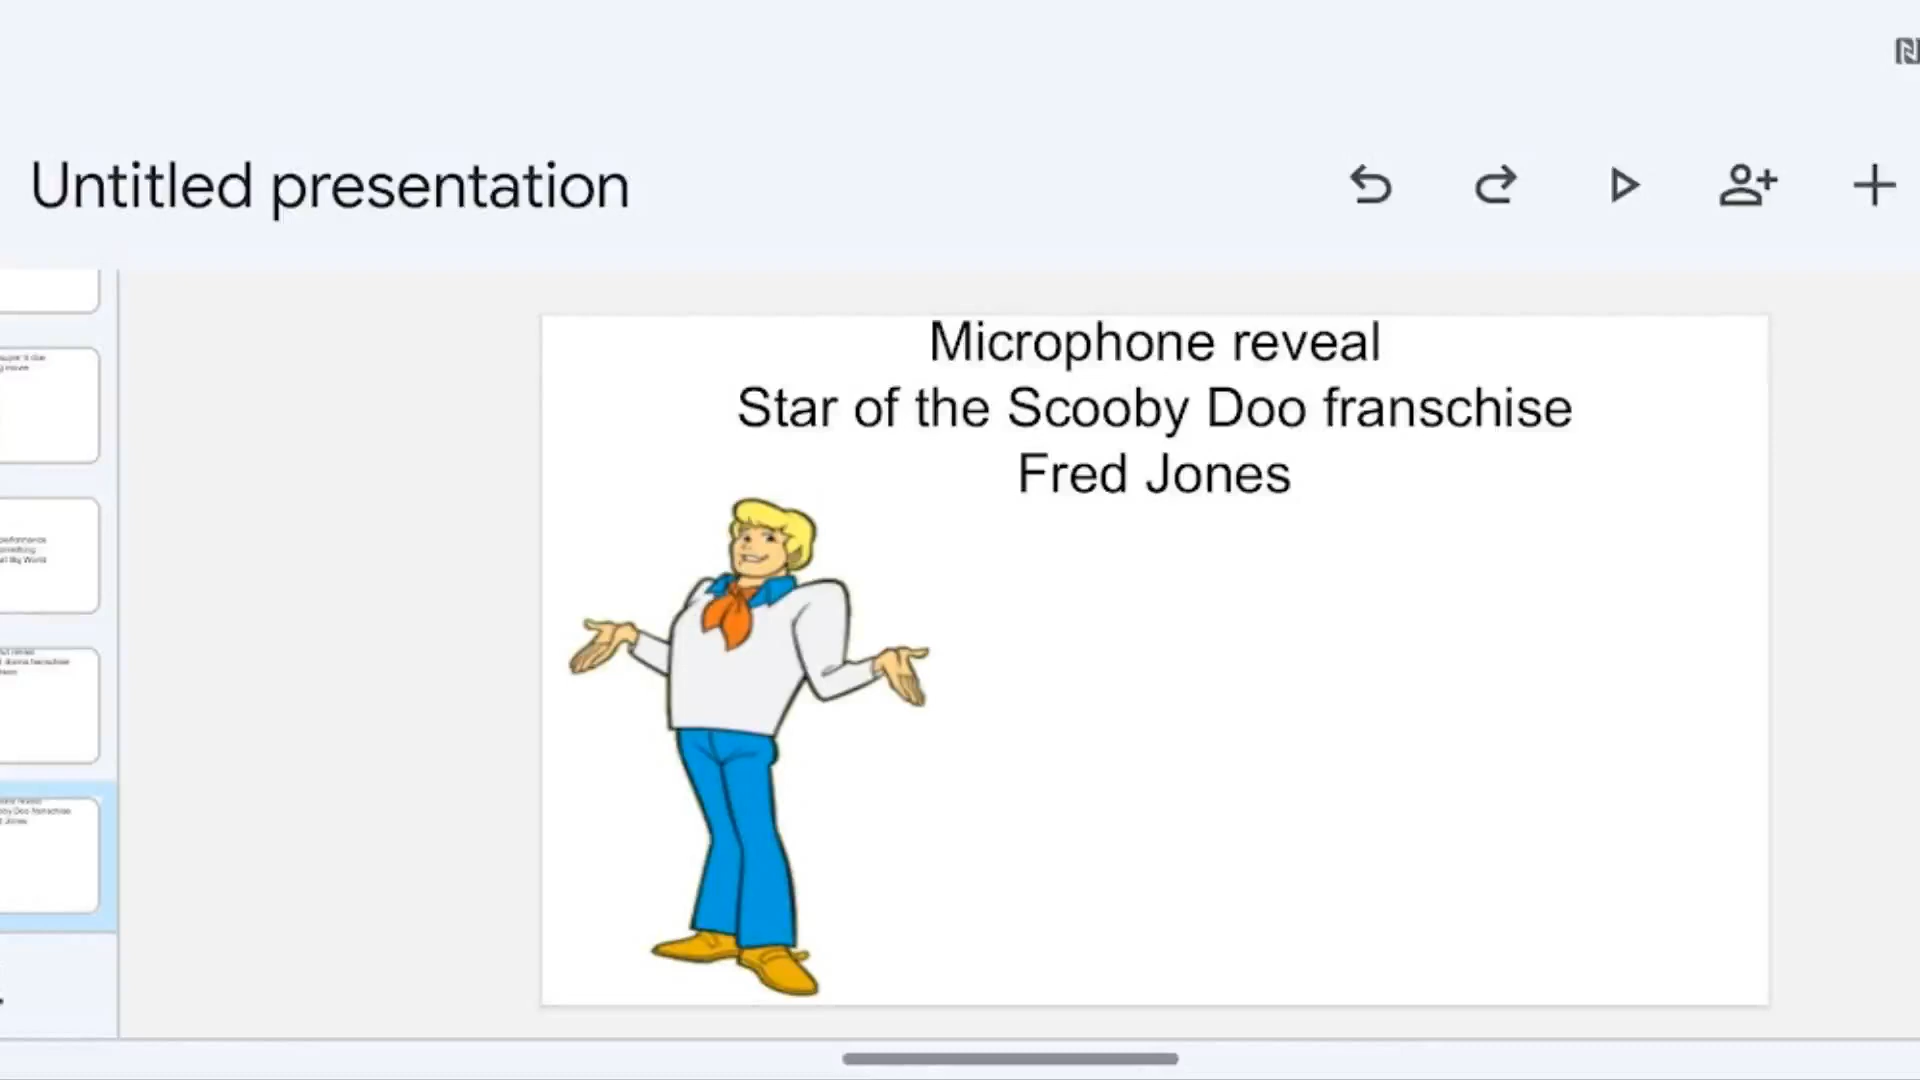 Untitled presentation
Microphone reveal
Star of the Scooby Doo franschise
Fred Jones